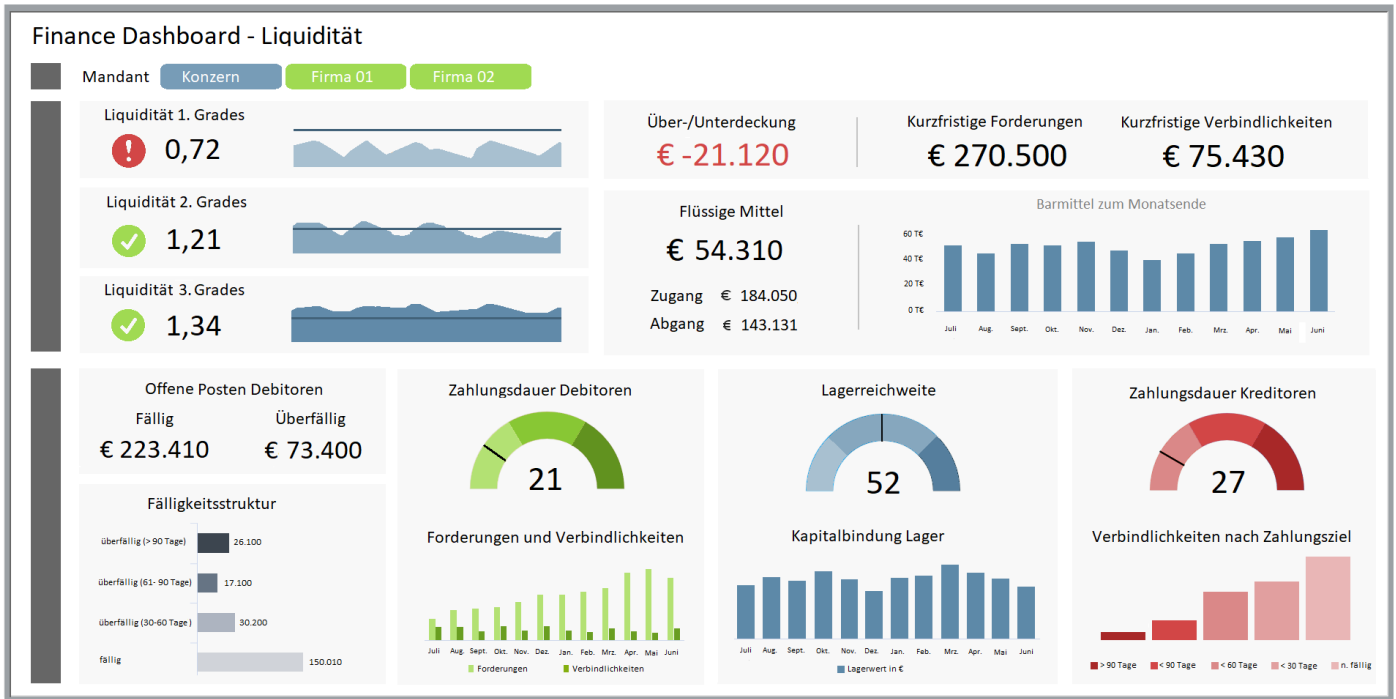 Finance Dashboard - Liquidität
Mandant Konzern Firma 01 Firma 02
Liquidität 1. Grades
0,72
Liquidität 2. Grades
1,21
Liquidität 3. Grades
1,34
Über-/Unterdeckung
€ -21.120
Kurzfristige Forderungen
€ 270.500
Kurzfristige Verbindlichkeiten
€ 75.430
Flüssige Mittel
€ 54.310
Zugang € 184.050
Abgang € 143.131
Barmittel zum Monatsende
60 T€
40 T€
20 T€
0 T€
Juli Aug. Sept. Okt. Nov. Dez. Jan. Feb. Mrz. Apr. Mai Juni
Offene Posten Debitoren
Fällig Überfällig
€ 223.410 € 73.400
Fälligkeitsstruktur
überfällig (> 90 Tage) 26.100
überfällig (61- 90 Tage) 17.100
überfällig (30-60 Tage ) 30.200
fällig 150.010
Zahlungsdauer Debitoren
21
Forderungen und Verbindlichkeiten
Juli Aug. Sept. Okt. Nov. Dez. Jan. Feb. Mrz. Apr. Mai Juni
Forderungen Verbindlichkeiten
Lagerreichweite
52
Kapitalbindung Lager
Juli Aug. Sept. Okt. Nov. Dez. Jan. Feb. Mrz. Apr. Mai Juni
Lagerwert in €
Zahlungsdauer Kreditoren
27
Verbindlichkeiten nach Zahlungsziel
> 90 Tage < 90 Tage < 60 Tage < 30 Tage n. fällig